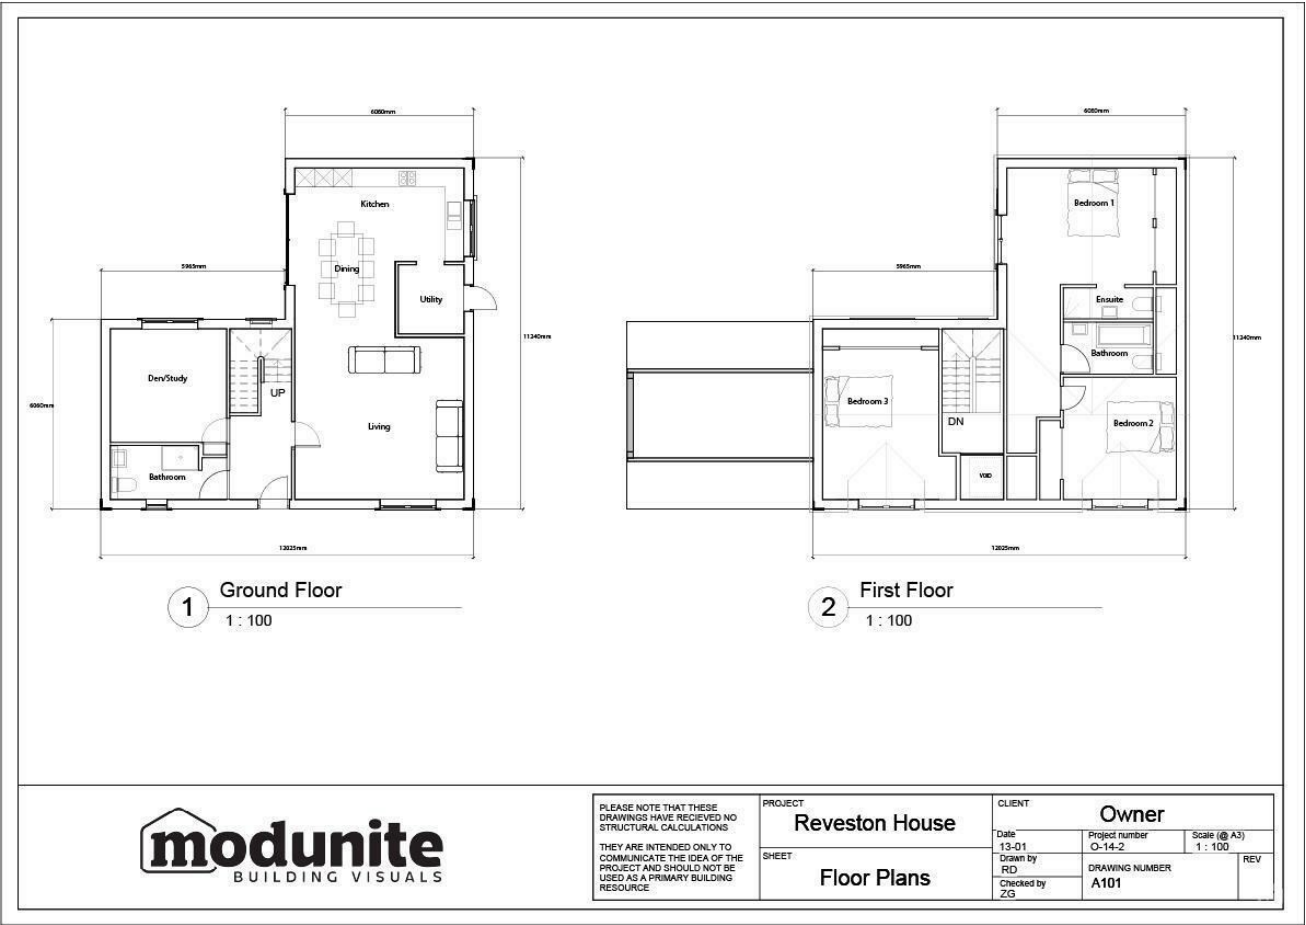 6080mm
Kitchen
5965mm
Dining
Utility
11340mm
Den/Study
UP
6060mm
Living
Bathroom
12025mm
1
Ground Floor
1 : 100
6080mm
Bedroom 1
5965mm
Ensuite
11340mm
Bathroom
Bedroom 3
DN
Bedroom 2
VOID
12025mm
2
First Floor
1 : 100
modunite
BUILDING VISUALS
PLEASE NOTE THAT THESE
DRAWINGS HAVE RECIEVED NO
STRUCTURAL CALCULATIONS
THEY ARE INTENDED ONLY TO
COMMUNICATE THE IDEA OF THE
PROJECT AND SHOULD NOT BE
USED AS A PRIMARY BUILDING
RESOURCE
PROJECT
Reveston House
SHEET
Floor Plans
CLIENT
Owner
Date
13-01
Project number
O-14-2
Scale (@ A3)
1 : 100
Drawn by
RD
Checked by
ZG
DRAWING NUMBER
A101
REV